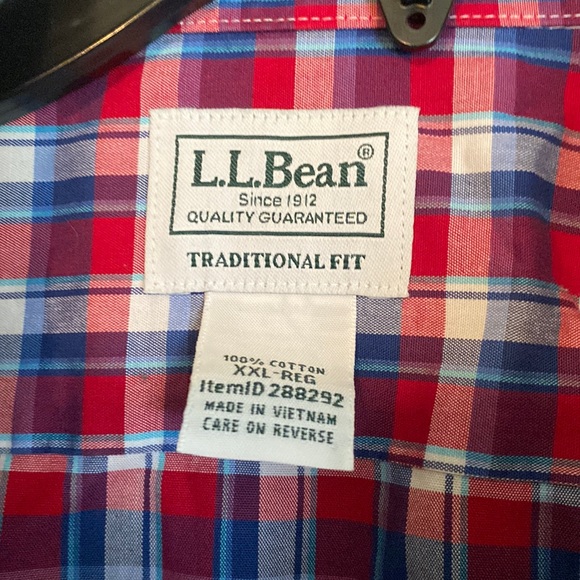 L.L.Bean®
Since 1912
QUALITY GUARANTEED
TRADITIONAL FIT
100% COTTON
XXL-REG
ItemID 288292
MADE IN VIETNAM
CARE ON REVERSE